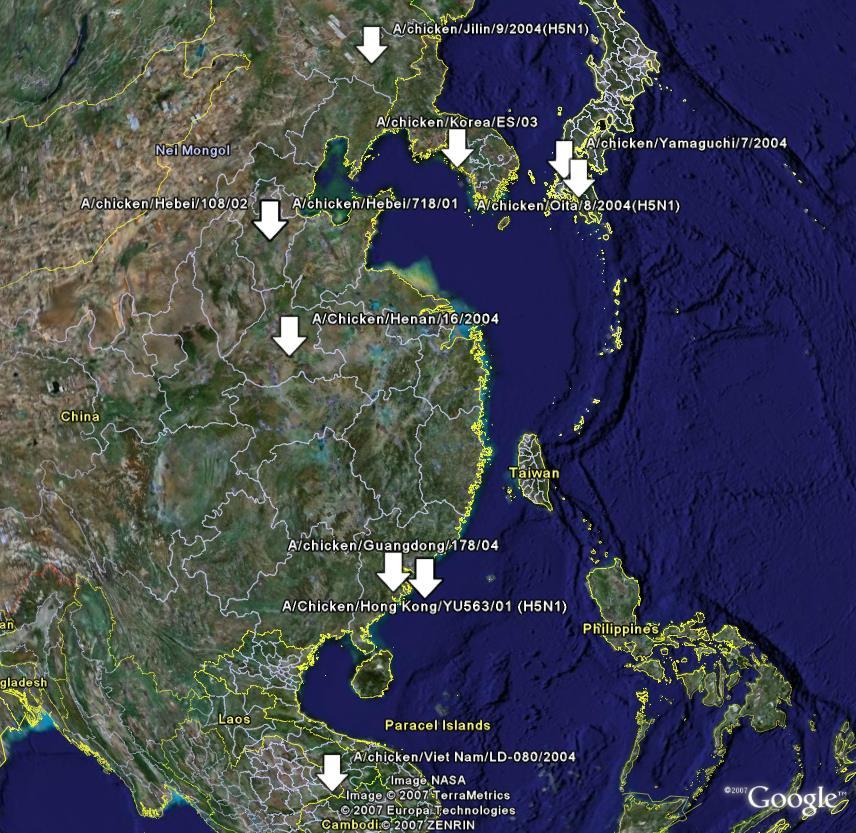 A/chicken/Jilin/9/2004(H5N1)
A/chicken/Korea/ES/03
A/chicken/Yamaguchi/7/2004
Nei Mongol
A/chicken/Hebei/108/02
A/chicken/Hebei/718/01
A/chicken/Oita/8/2004(H5N1)
A/Chicken/Henan/16/2004
China
Taiwan
A/chicken/Guangdong/178/04
A/Chicken/Hong Kong/YU563/01 (H5N1)
an
Philippines
gladesh
Laos
Paracel Islands
A/chicken/Viet Nam/LD-080/2004
Image NASA
Image © 2007 TerraMetrics
© 2007 Europa Technologies
Cambodi
© 2007 ZENRIN
©2007 Google™